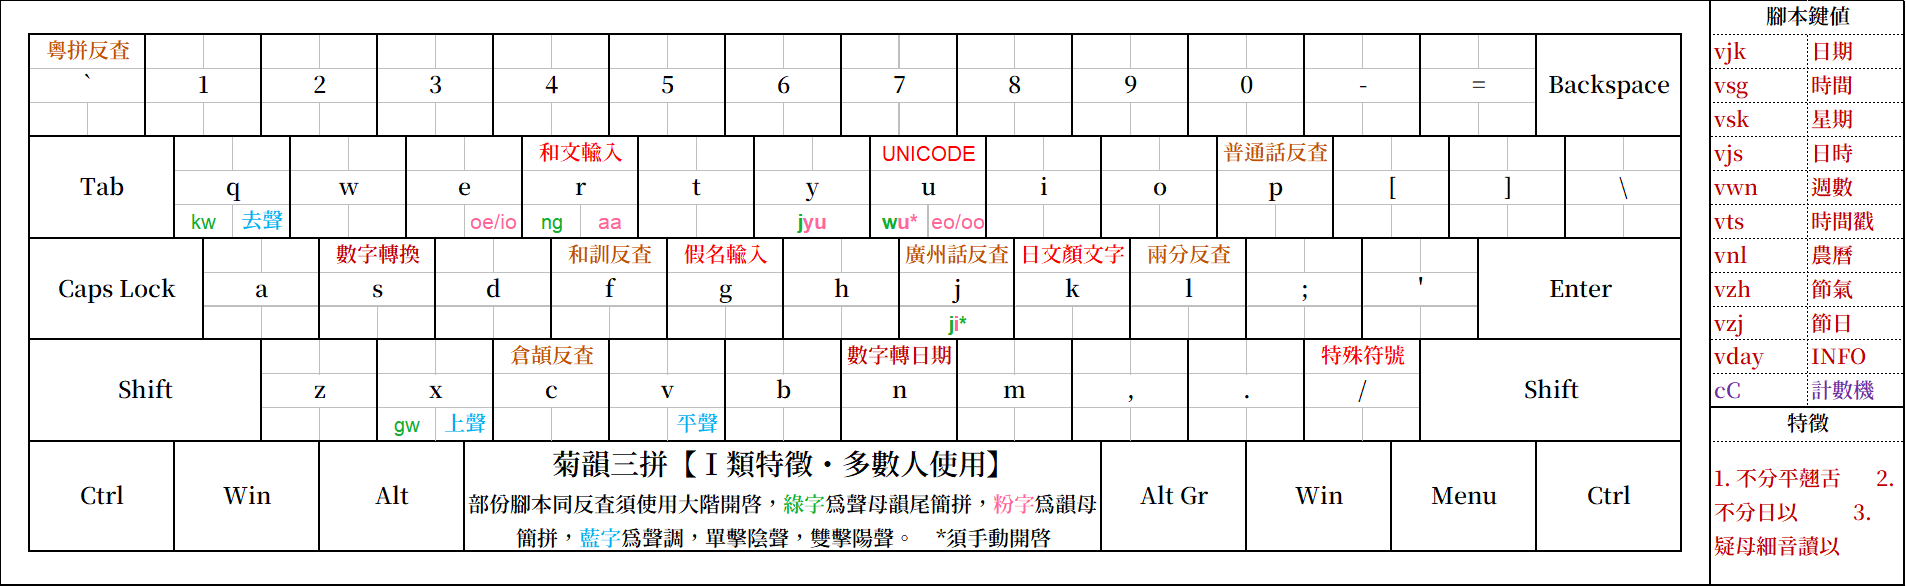 粵拼反查
` 1 2 3 4 5 6 7 8 9 0 - = Backspace
和文輸入 UNICODE 普通話反查
Tab q w e r t y u i o p [ ] \
kw 去聲 oe/io ng aa jyu wu* eo/oo
數字轉換 和訓反查 假名輸入 廣州話反查 日文顏文字 兩分反查
Caps Lock a s d f g h j k l ; ' Enter
ji*
倉頡反查 數字轉日期 特殊符號
Shift z x c v b n m , . / Shift
gw 上聲 平聲
Ctrl Win Alt
菊韻三拼【Ⅰ類特徵・多數人使用】
部份腳本同反查須使用大階開啓，綠字爲聲母韻尾簡拼，粉字爲韻母
簡拼，藍字爲聲調，單擊陰聲，雙擊陽聲。 *須手動開啓
Alt Gr Win Menu Ctrl
腳本鍵值
vjk 日期
vsg 時間
vsk 星期
vjs 日時
vwn 週數
vts 時間戳
vnl 農曆
vzh 節氣
vzj 節日
vday INFO
cC 計數機
特徵
1. 不分平翹舌 2.
不分日以 3.
疑母細音讀以